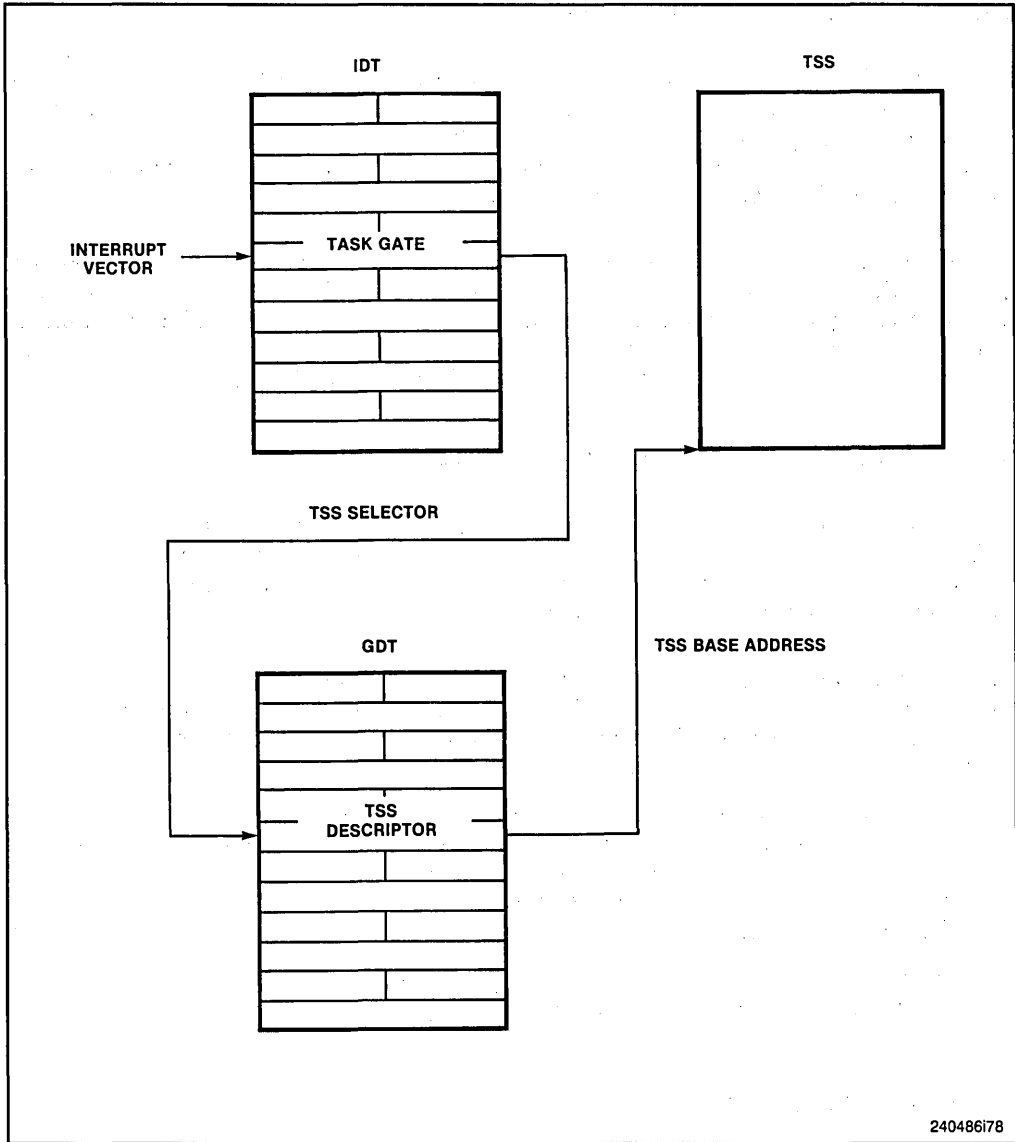 IDT
TSS
INTERRUPT
VECTOR
TASK GATE
TSS SELECTOR
GDT
TSS BASE ADDRESS
TSS
DESCRIPTOR
240486i78